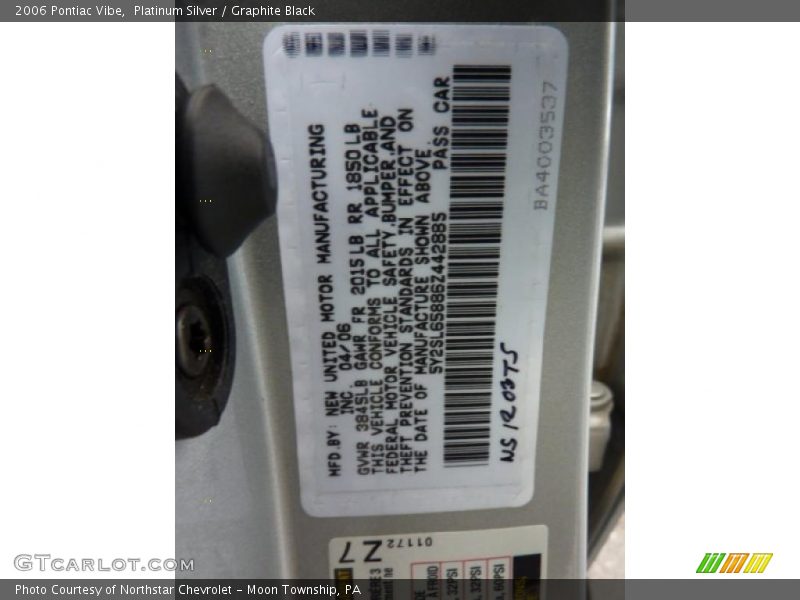 2006 Pontiac Vibe, Platinum Silver / Graphite Black
MFD.BY: NEW UNITED MOTOR MANUFACTURING
INC. 04/06
GVWR 3845LB GAWR FR 2015LB RR 1850LB
THIS VEHICLE CONFORMS TO ALL APPLICABLE
FEDERAL MOTOR VEHICLE SAFETY,BUMPER,AND
THEFT PREVENTION STANDARDS IN EFFECT ON
THE DATE OF MANUFACTURE SHOWN ABOVE.
5Y2SL65886Z442885 PASS CAR
BA4003537
Z7
01172
32PSI
32PSI
60PSI
GTCarLot.com
Photo Courtesy of Northstar Chevrolet - Moon Township, PA